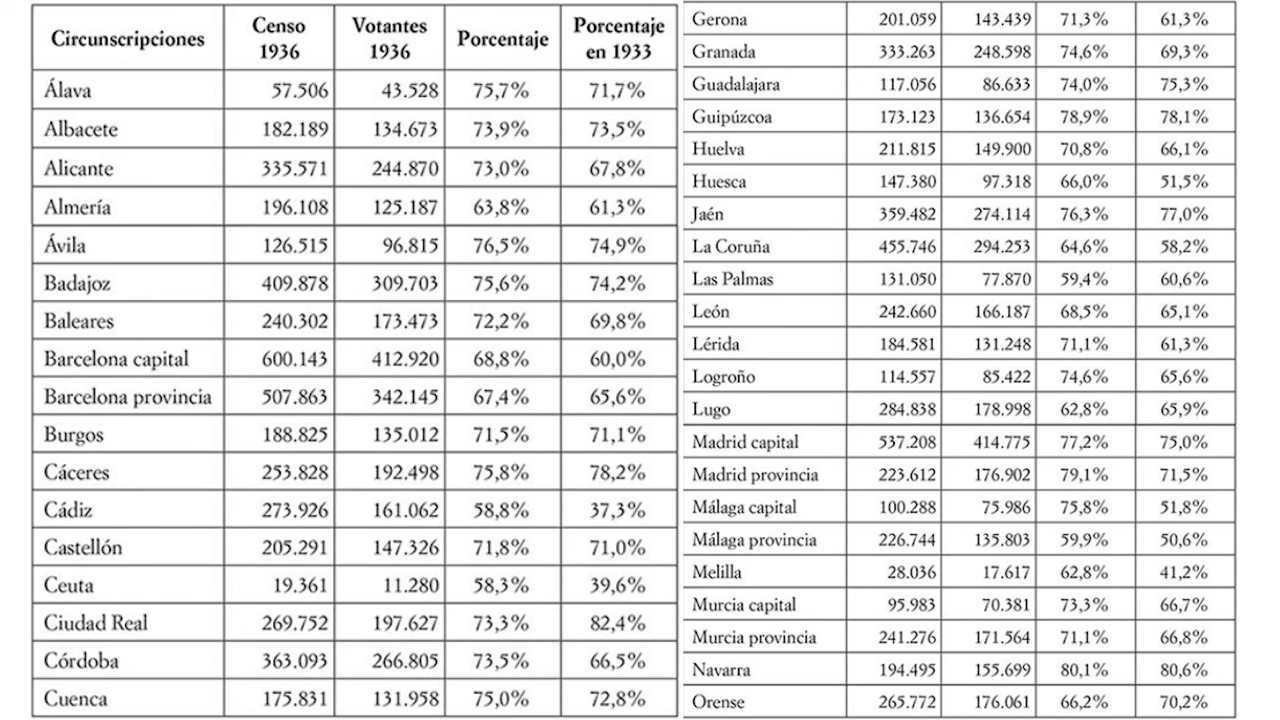 Circunscripciones Censo 1936 Votantes 1936 Porcentaje Porcentaje en 1933
Álava 57.506 43.528 75,7% 71,7%
Albacete 182.189 134.673 73,9% 73,5%
Alicante 335.571 244.870 73,0% 67,8%
Almería 196.108 125.187 63,8% 61,3%
Ávila 126.515 96.815 76,5% 74,9%
Badajoz 409.878 309.703 75,6% 74,2%
Baleares 240.302 173.473 72,2% 69,8%
Barcelona capital 600.143 412.920 68,8% 60,0%
Barcelona provincia 507.863 342.145 67,4% 65,6%
Burgos 188.825 135.012 71,5% 71,1%
Cáceres 253.828 192.498 75,8% 78,2%
Cádiz 273.926 161.062 58,8% 37,3%
Castellón 205.291 147.326 71,8% 71,0%
Ceuta 19.361 11.280 58,3% 39,6%
Ciudad Real 269.752 197.627 73,3% 82,4%
Córdoba 363.093 266.805 73,5% 66,5%
Cuenca 175.831 131.958 75,0% 72,8%
Gerona 201.059 143.439 71,3% 61,3%
Granada 333.263 248.598 74,6% 69,3%
Guadalajara 117.056 86.633 74,0% 75,3%
Guipúzcoa 173.123 136.654 78,9% 78,1%
Huelva 211.815 149.900 70,8% 66,1%
Huesca 147.380 97.318 66,0% 51,5%
Jaén 359.482 274.114 76,3% 77,0%
La Coruña 455.746 294.253 64,6% 58,2%
Las Palmas 131.050 77.870 59,4% 60,6%
León 242.660 166.187 68,5% 65,1%
Lérida 184.581 131.248 71,1% 61,3%
Logroño 114.557 85.422 74,6% 65,6%
Lugo 284.838 178.998 62,8% 65,9%
Madrid capital 537.208 414.775 77,2% 75,0%
Madrid provincia 223.612 176.902 79,1% 71,5%
Málaga capital 100.288 75.986 75,8% 51,8%
Málaga provincia 226.744 135.803 59,9% 50,6%
Melilla 28.036 17.617 62,8% 41,2%
Murcia capital 95.983 70.381 73,3% 66,7%
Murcia provincia 241.276 171.564 71,1% 66,8%
Navarra 194.495 155.699 80,1% 80,6%
Orense 265.772 176.061 66,2% 70,2%